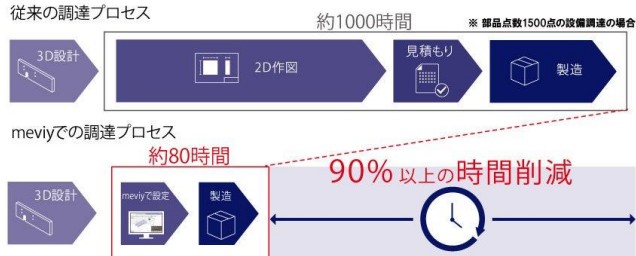 従来の調達プロセス
約1000時間
※ 部品点数1500点の設備調達の場合
3D設計
2D作図
見積もり
製造
meviyでの調達プロセス
約80時間
90%以上の時間削減
3D設計
meviyで設定
製造